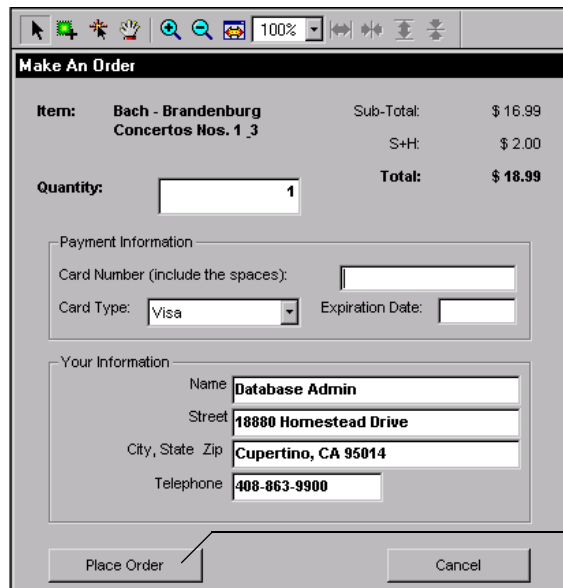 100%
Make An Order
Item: Bach - Brandenburg Sub-Total: $ 16.99
Concertos Nos. 1_3
S+H: $ 2.00
Total: $ 18.99
Quantity: 1
Payment Information
Card Number (include the spaces):
Card Type: Visa Expiration Date:
Your Information
Name Database Admin
Street 18880 Homestead Drive
City, State Zip Cupertino, CA 95014
Telephone 408-863-9900
Place Order Cancel